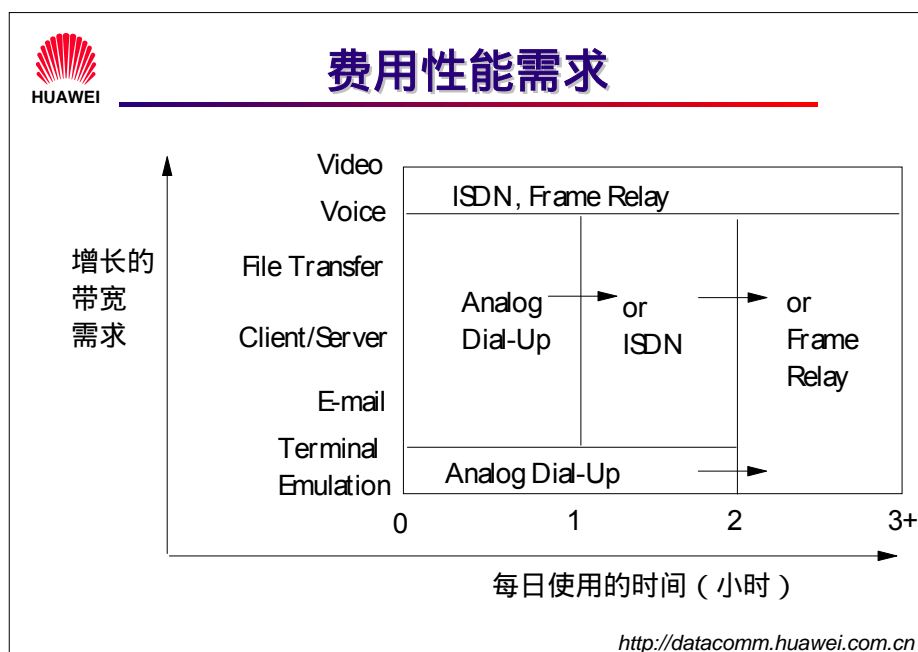 HUAWEI
费用性能需求
Video
ISDN, Frame Relay
Voice
增长的
带宽
需求
File Transfer
Client/Server
E-mail
Terminal
Emulation
Analog
Dial-Up
or
ISDN
or
Frame
Relay
Analog Dial-Up
0 1 2 3+
每日使用的时间（小时）
http://datacomm.huawei.com.cn